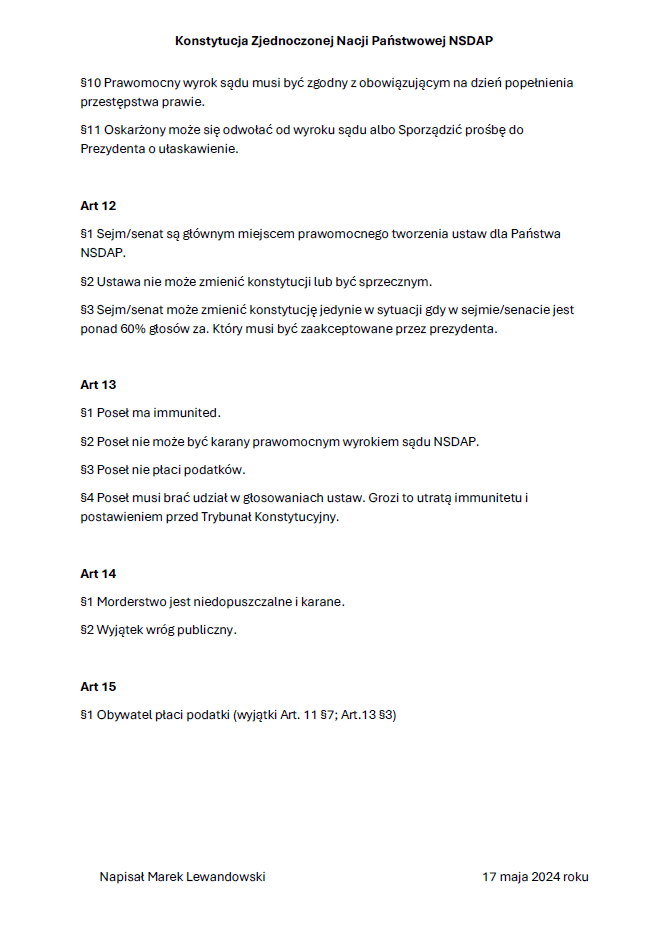 Konstytucja Zjednoczonej Nacji Państwowej NSDAP
§10 Prawomocny wyrok sądu musi być zgodny z obowiązującym na dzień popełnienia
przestępstwa prawie.
§11 Oskarżony może się odwołać od wyroku sądu albo Sporządzić prośbę do
Prezydenta o ułaskawienie.
Art 12
§1 Sejm/senat są głównym miejscem prawomocnego tworzenia ustaw dla Państwa
NSDAP.
§2 Ustawa nie może zmienić konstytucji lub być sprzecznym.
§3 Sejm/senat może zmienić konstytucję jedynie w sytuacji gdy w sejmie/senacie jest
ponad 60% głosów za. Który musi być zaakceptowane przez prezydenta.
Art 13
§1 Poseł ma immunited.
§2 Poseł nie może być karany prawomocnym wyrokiem sądu NSDAP.
§3 Poseł nie płaci podatków.
§4 Poseł musi brać udział w głosowaniach ustaw. Grozi to utratą immunitetu i
postawieniem przed Trybunał Konstytucyjny.
Art 14
§1 Morderstwo jest niedopuszczalne i karane.
§2 Wyjątek wróg publiczny.
Art 15
§1 Obywatel płaci podatki (wyjątki Art. 11 §7; Art.13 §3)
Napisał Marek Lewandowski 17 maja 2024 roku